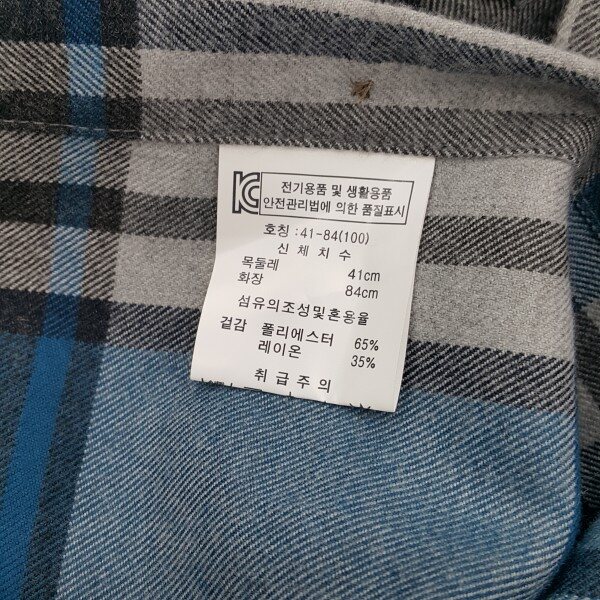 KC 전기용품 및 생활용품
안전관리법에 의한 품질표시
호칭 : 41-84(100)
신 체 치 수
목둘레 41cm
화장 84cm
섬유의조성및혼용율
겉감 폴리에스터 65%
레이온 35%
취 급 주 의